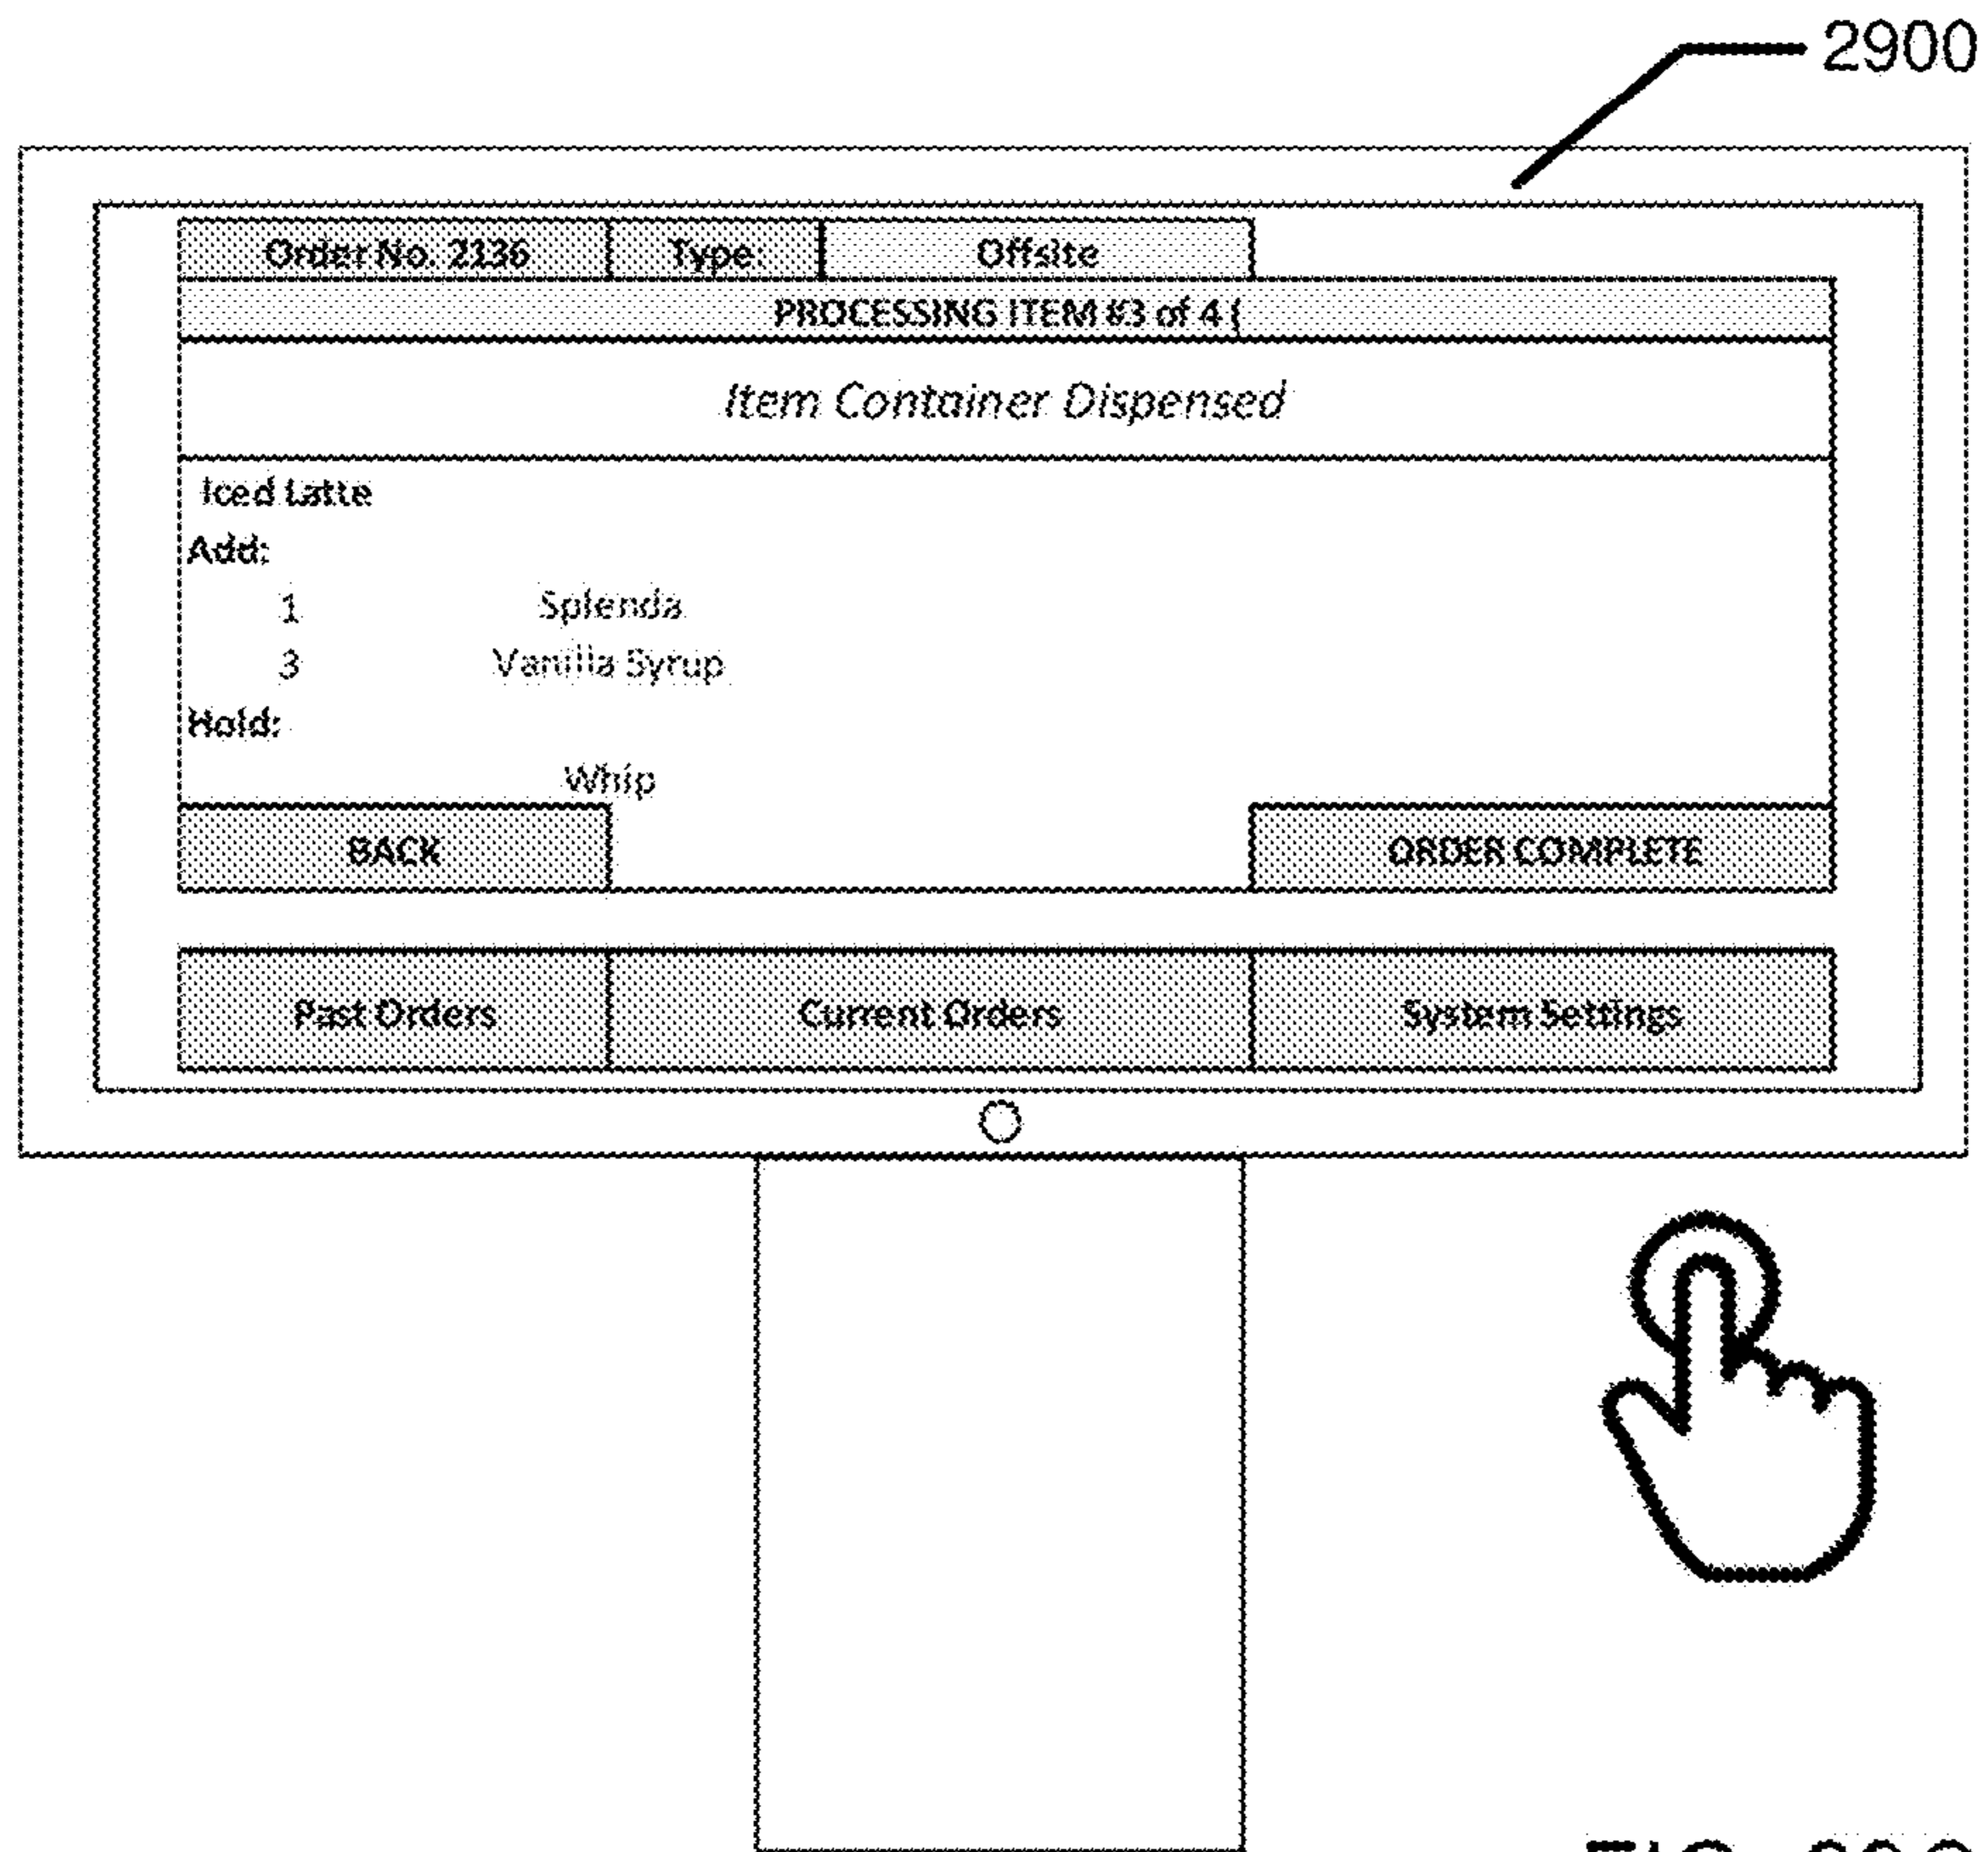 2900
Order No. 2136 Type: Offsite
PROCESSING ITEM #3 of 4 (
Item Container Dispensed
Iced Latte
Add:
1 Splenda
3 Vanilla Syrup
Hold:
Whip
BACK ORDER COMPLETE
Past Orders Current Orders System Settings